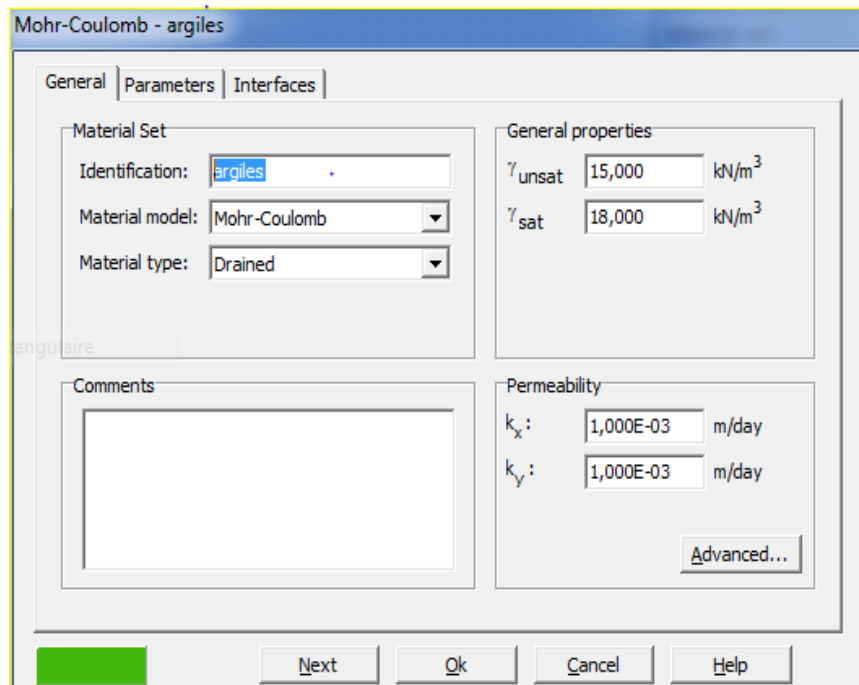 Mohr-Coulomb - argiles
General Parameters Interfaces
Material Set
Identification: argiles
Material model: Mohr-Coulomb
Material type: Drained
General properties
γunsat 15,000 kN/m³
γsat 18,000 kN/m³
tangulaire
Comments
Permeability
kx: 1,000E-03 m/day
ky: 1,000E-03 m/day
Advanced...
Next Ok Cancel Help